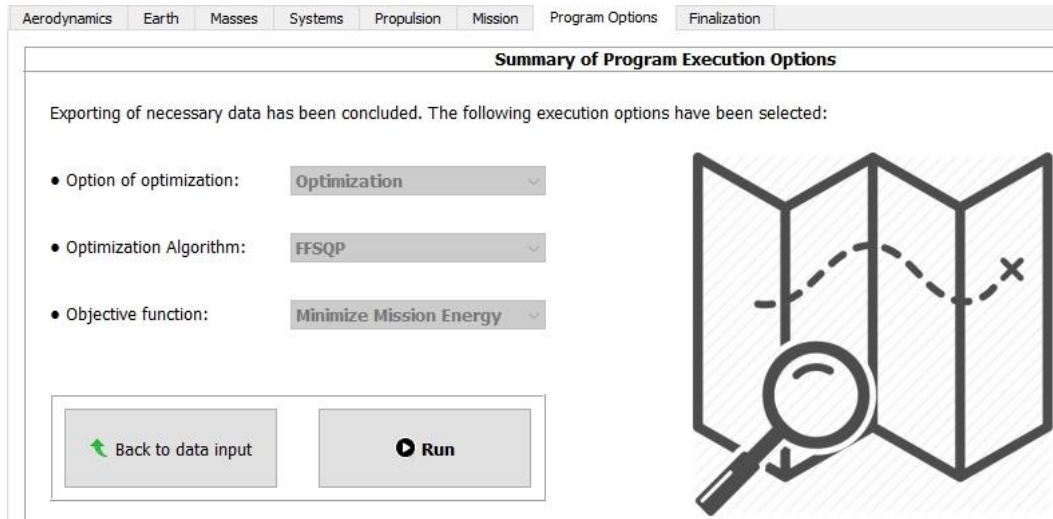 Aerodynamics Earth Masses Systems Propulsion Mission Program Options Finalization
Summary of Program Execution Options
Exporting of necessary data has been concluded. The following execution options have been selected:
• Option of optimization: Optimization
• Optimization Algorithm: FFSQP
• Objective function: Minimize Mission Energy
Back to data input Run